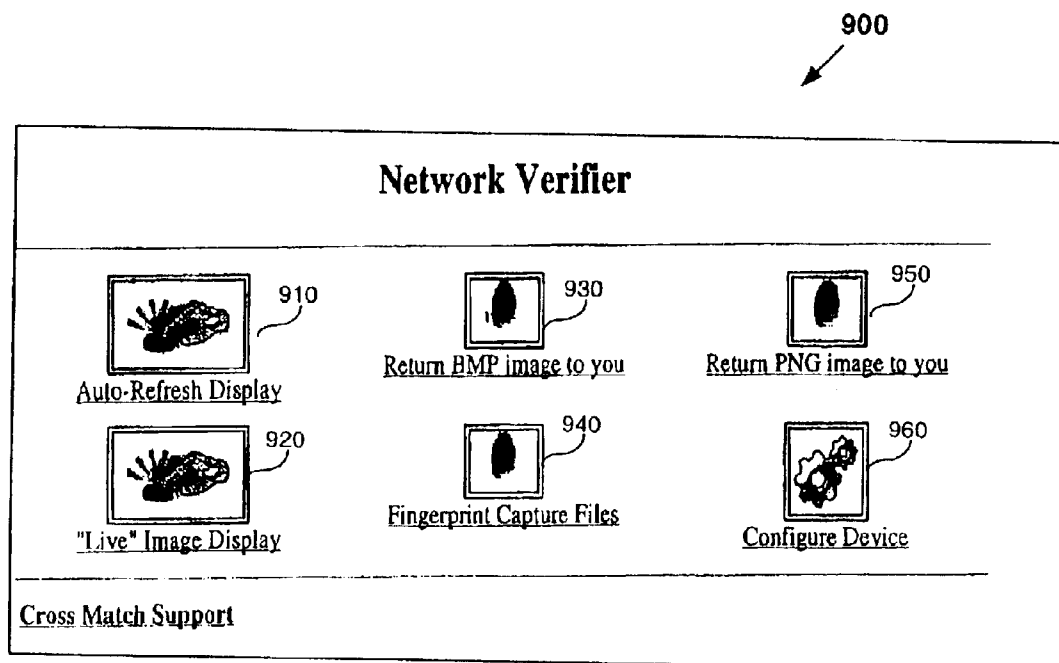 900
Network Verifier
910
930
950
Auto-Refresh Display
Return BMP image to you
Return PNG image to you
920
940
960
"Live" Image Display
Fingerprint Capture Files
Configure Device
Cross Match Support